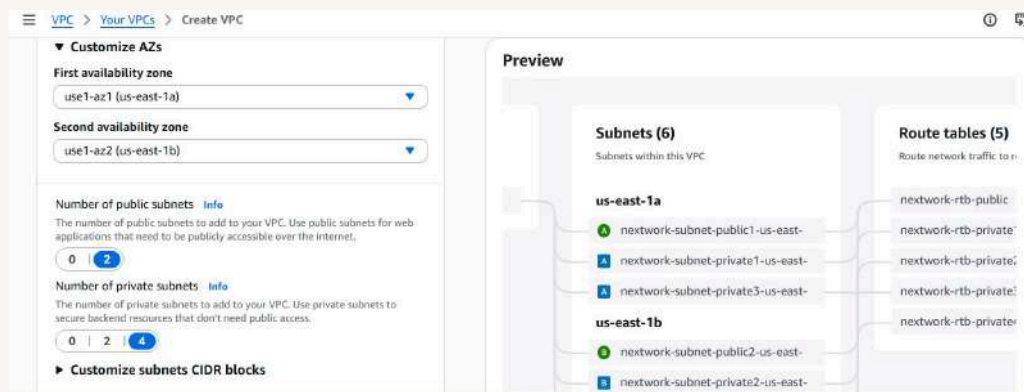 VPC > Your VPCs > Create VPC
▼ Customize AZs
First availability zone
use1-az1 (us-east-1a)
Second availability zone
use1-az2 (us-east-1b)
Number of public subnets Info
The number of public subnets to add to your VPC. Use public subnets for web
applications that need to be publicly accessible over the internet.
0 | 2
Number of private subnets Info
The number of private subnets to add to your VPC. Use private subnets to
secure backend resources that don't need public access.
0 | 2 | 4
▶ Customize subnets CIDR blocks
Preview
Subnets (6)
Subnets within this VPC
us-east-1a
A nextwork-subnet-public1-us-east-
A nextwork-subnet-private1-us-east-
A nextwork-subnet-private3-us-east-
us-east-1b
B nextwork-subnet-public2-us-east-
B nextwork-subnet-private2-us-east-
Route tables (5)
Route network traffic to
nextwork-rtb-public
nextwork-rtb-private
nextwork-rtb-private
nextwork-rtb-private
nextwork-rtb-private